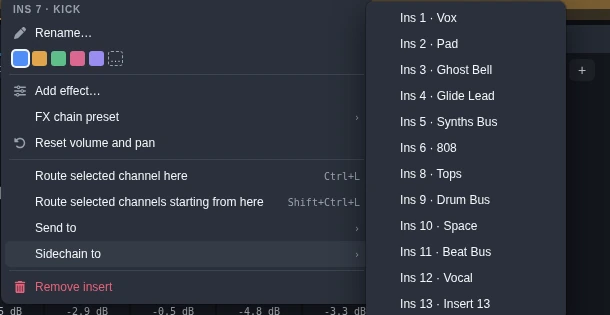 INS 7 · KICK
Rename…
Add effect…
FX chain preset ›
Reset volume and pan
Route selected channel here Ctrl+L
Route selected channels starting from here Shift+Ctrl+L
Send to ›
Sidechain to ›
Remove insert
Ins 1 · Vox
Ins 2 · Pad
Ins 3 · Ghost Bell
Ins 4 · Glide Lead
Ins 5 · Synths Bus
Ins 6 · 808
Ins 8 · Tops
Ins 9 · Drum Bus
Ins 10 · Space
Ins 11 · Beat Bus
Ins 12 · Vocal
Ins 13 · Insert 13
+
5 dB -2.9 dB -0.5 dB -4.8 dB -3.3 dB